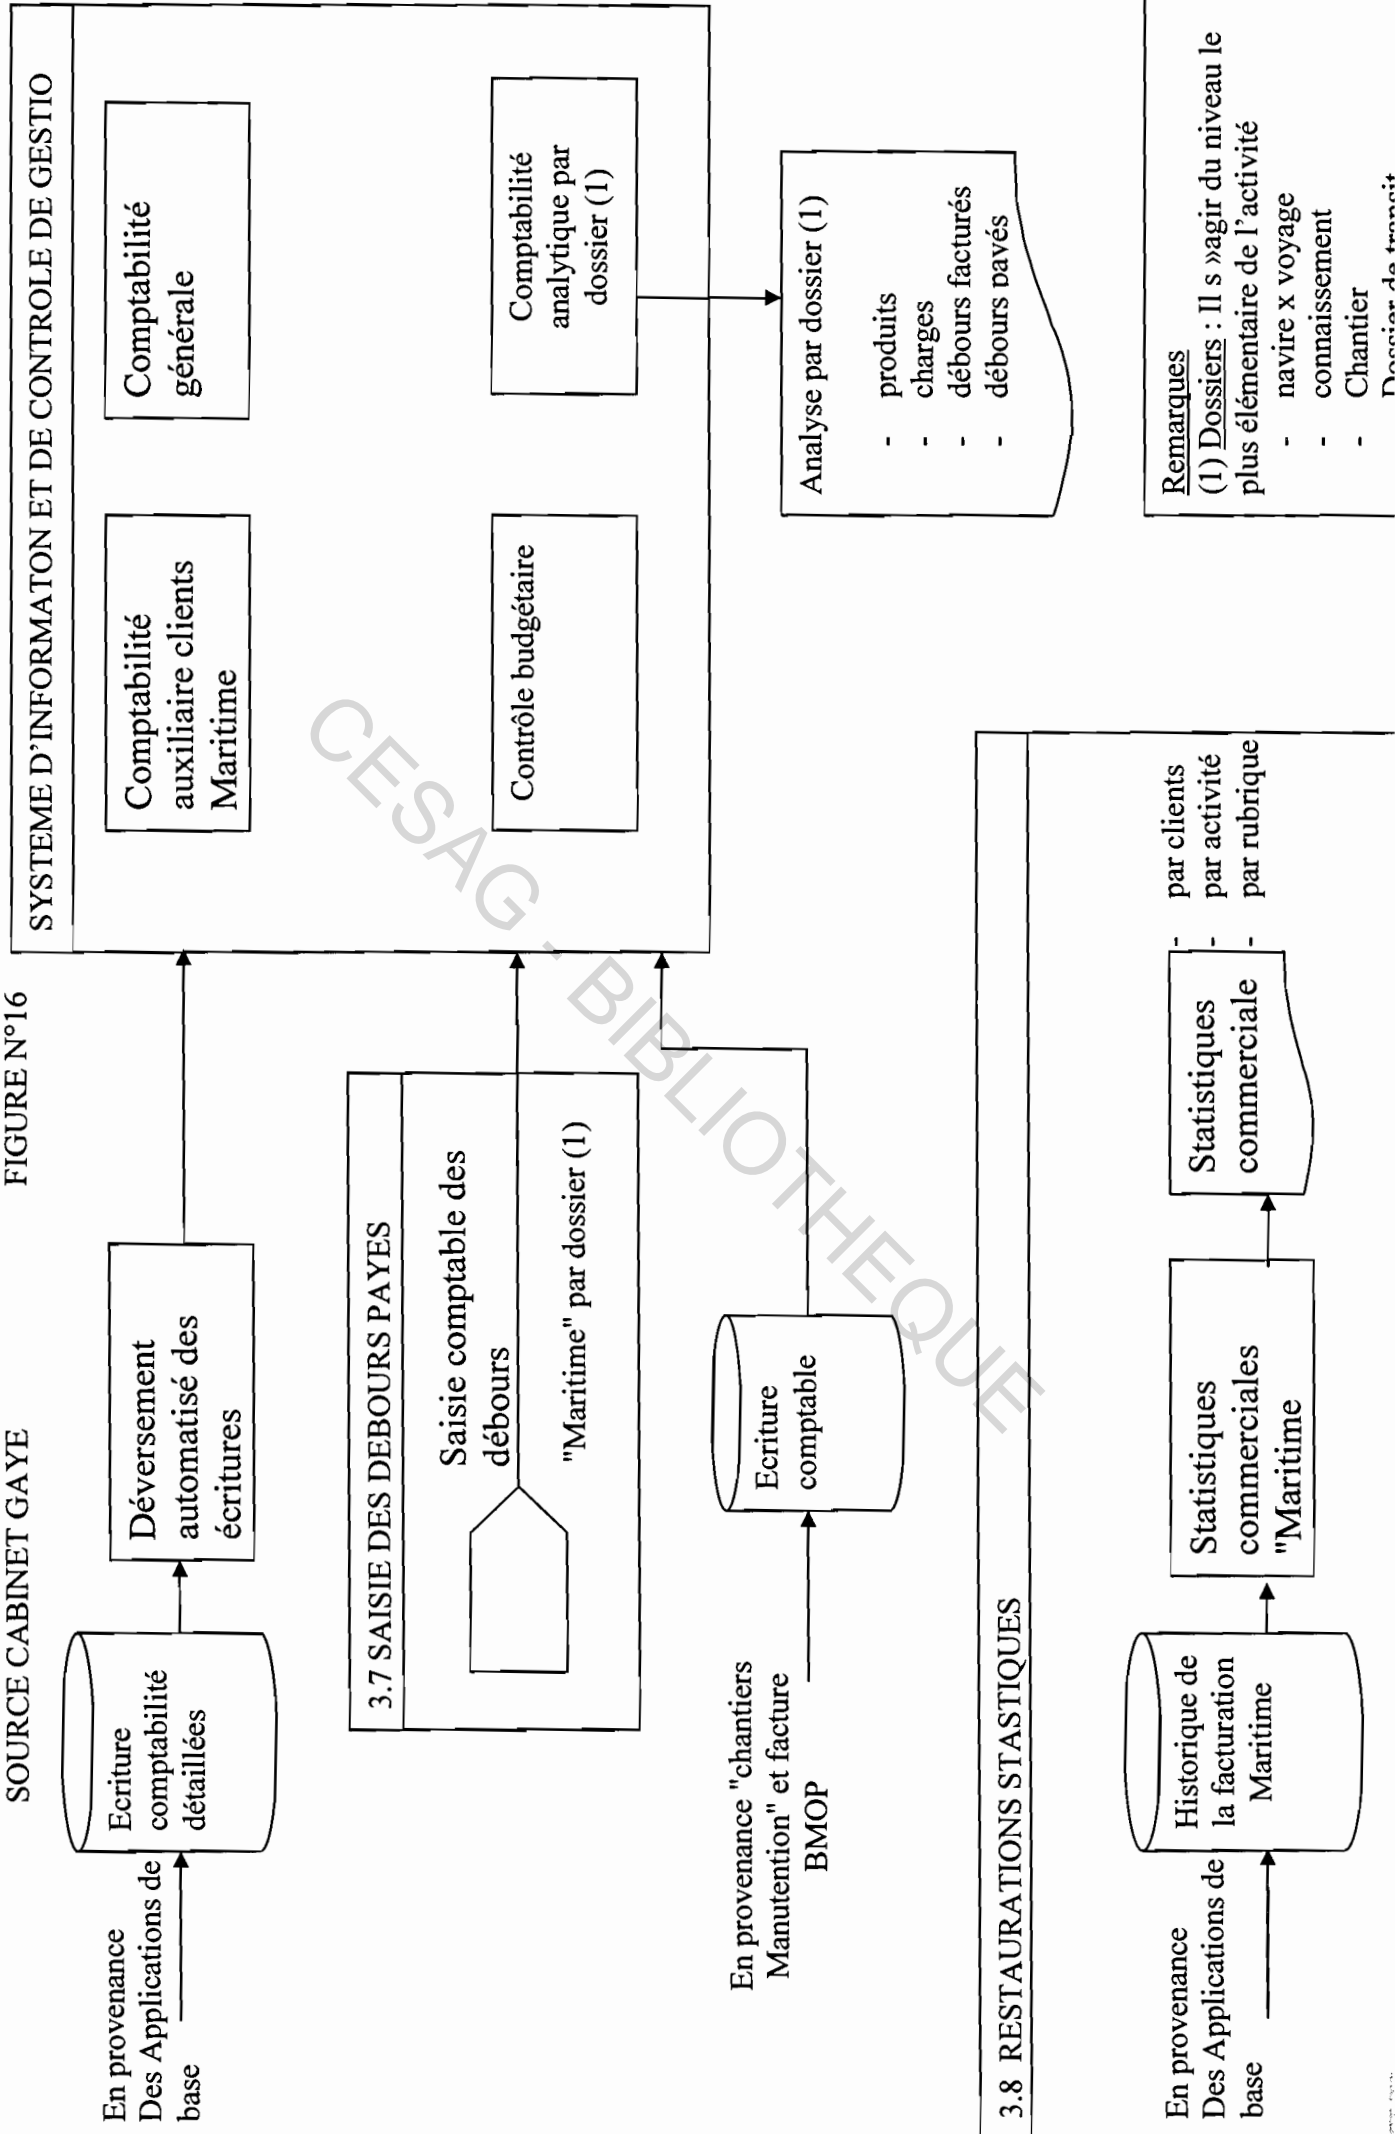 SOURCE CABINET GAYE
FIGURE N°16
En provenance
Des Applications de
base
Ecriture
comptabilité
détaillées
Déversement
automatisé des
écritures
SYSTEME D'INFORMATON ET DE CONTROLE DE GESTIO
Comptabilité
auxiliaire clients
Maritime
Comptabilité
générale
Contrôle budgétaire
Comptabilité
analytique par
dossier (1)
3.7 SAISIE DES DEBOURS PAYES
Saisie comptable des
débours
"Maritime" par dossier (1)
En provenance "chantiers
Manutention" et facture
BMOP
Ecriture
comptable
Analyse par dossier (1)
- produits
- charges
- débours facturés
- débours payés
3.8 RESTAURATIONS STASTIQUES
En provenance
Des Applications de
base
Historique de
la facturation
Maritime
Statistiques
commerciales
"Maritime
Statistiques
commerciale
- par clients
- par activité
- par rubrique
Remarques
(1) Dossiers : Il s »agir du niveau le
plus élémentaire de l'activité
- navire x voyage
- connaissement
- Chantier
Dossier de transit
CESAG - BIBLIOTHEQUE